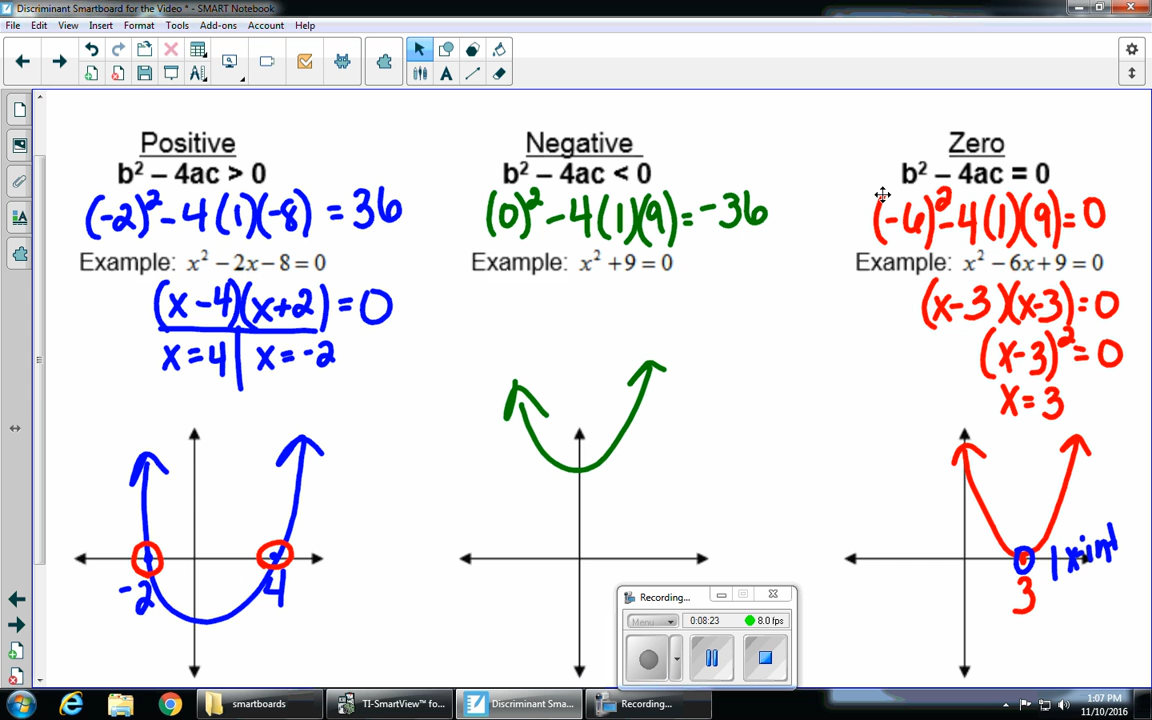 Discriminant Smartboard for the Video * - SMART Notebook
File Edit View Insert Format Tools Add-ons Account Help
Positive
b² – 4ac > 0
(-2)² - 4(1)(-8) = 36
Example: x² − 2x − 8 = 0
(x - 4)(x + 2) = 0
x = 4 | x = -2
-2
4
Negative
b² – 4ac < 0
(0)² - 4(1)(9) = -36
Example: x² + 9 = 0
Zero
b² – 4ac = 0
(-6)² - 4(1)(9) = 0
Example: x² − 6x + 9 = 0
(x-3)(x-3) = 0
(x-3)² = 0
x = 3
1 x-int
3
Recording...
Menu 0:08:23 8.0 fps
smartboards
TI-SmartView™ fo...
Discriminant Sma...
Recording...
1:07 PM
11/10/2016